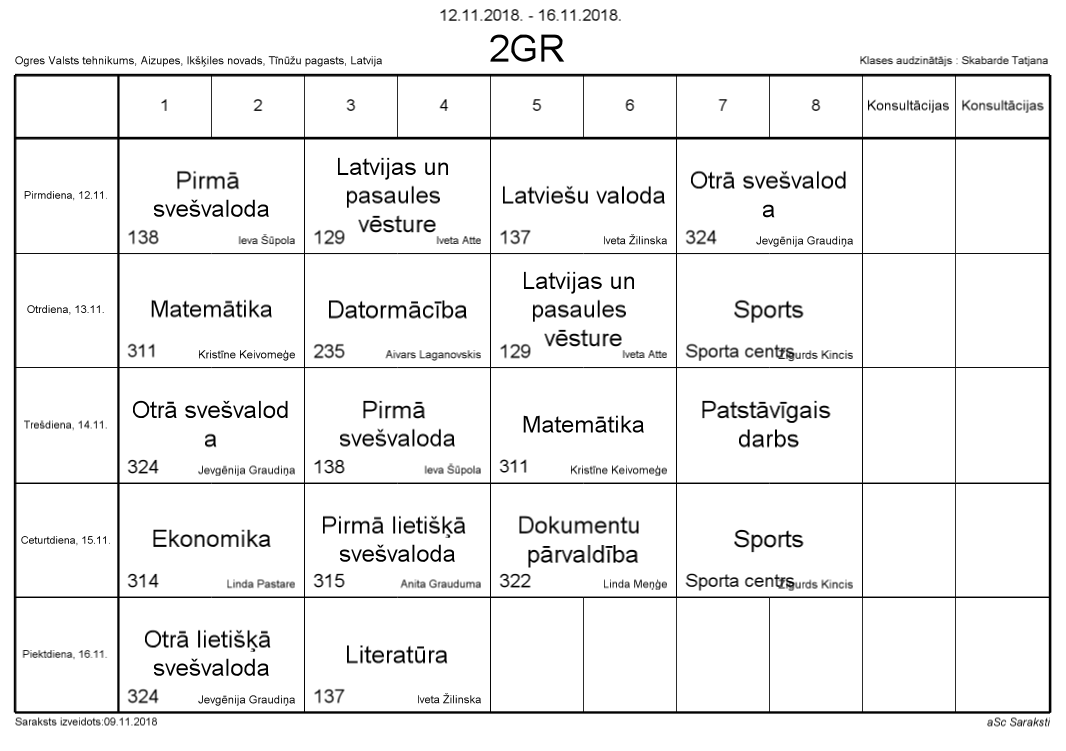 12.11.2018. - 16.11.2018.
2GR
Ogres Valsts tehnikums, Aizupes, Ikšķiles novads, Tīnūžu pagasts, Latvija
Klases audzinātājs : Skabarde Tatjana
1 2 3 4 5 6 7 8 Konsultācijas Konsultācijas
Pirmdiena, 12.11.
Pirmā
svešvaloda
138 Ieva Šūpola
Latvijas un
pasaules
vēsture
129 Iveta Atte
Latviešu valoda
137 Iveta Žilinska
Otrā svešvalod
a
324 Jevgēnija Graudiņa
Otrdiena, 13.11.
Matemātika
311 Kristīne Keivomeģe
Datormācība
235 Aivars Laganovskis
Latvijas un
pasaules
vēsture
129 Iveta Atte
Sports
Sporta centrs Zigurds Kincis
Trešdiena, 14.11.
Otrā svešvalod
a
324 Jevgēnija Graudiņa
Pirmā
svešvaloda
138 Ieva Šūpola
Matemātika
311 Kristīne Keivomeģe
Patstāvīgais
darbs
Ceturtdiena, 15.11.
Ekonomika
314 Linda Pastare
Pirmā lietišķā
svešvaloda
315 Anita Grauduma
Dokumentu
pārvaldība
322 Linda Meņģe
Sports
Sporta centrs Zigurds Kincis
Piektdiena, 16.11.
Otrā lietišķā
svešvaloda
324 Jevgēnija Graudiņa
Literatūra
137 Iveta Žilinska
Saraksts izveidots:09.11.2018
aSc Saraksti